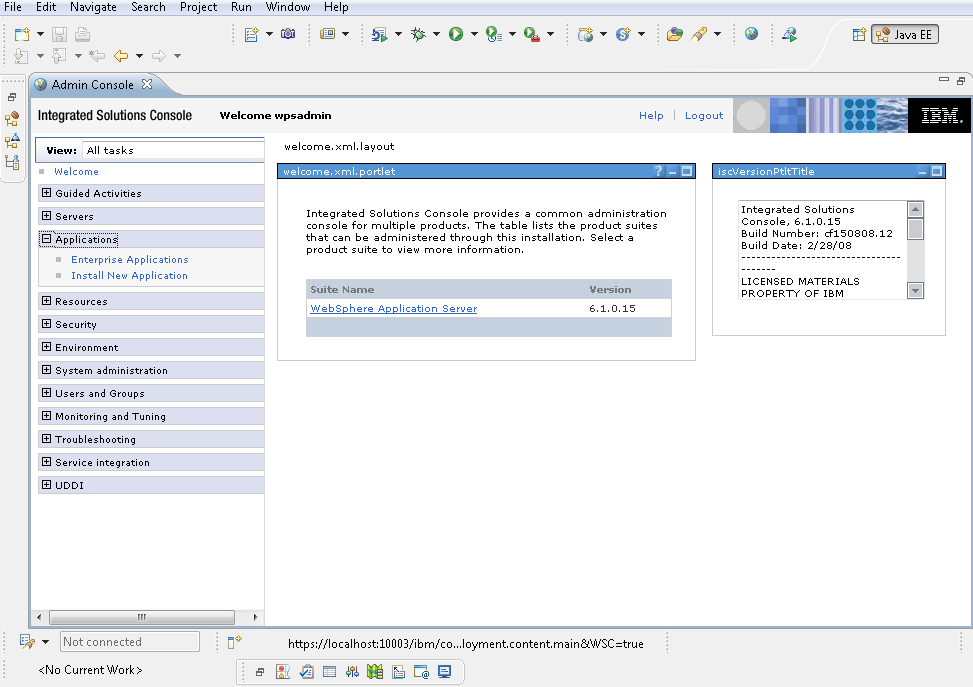 File Edit Navigate Search Project Run Window Help
Java EE
Admin Console
Integrated Solutions Console Welcome wpsadmin Help | Logout IBM.
View: All tasks
Welcome
Guided Activities
Servers
Applications
Enterprise Applications
Install New Application
Resources
Security
Environment
System administration
Users and Groups
Monitoring and Tuning
Troubleshooting
Service integration
UDDI
welcome.xml.layout
welcome.xml.portlet
Integrated Solutions Console provides a common administration
console for multiple products. The table lists the product suites
that can be administered through this installation. Select a
product suite to view more information.
Suite Name Version
WebSphere Application Server 6.1.0.15
iscVersionPtltTitle
Integrated Solutions
Console, 6.1.0.15
Build Number: cf150808.12
Build Date: 2/28/08
---------------------------------
-------
LICENSED MATERIALS
PROPERTY OF IBM
Not connected
https://localhost:10003/ibm/co...loyment.content.main&WSC=true
<No Current Work>